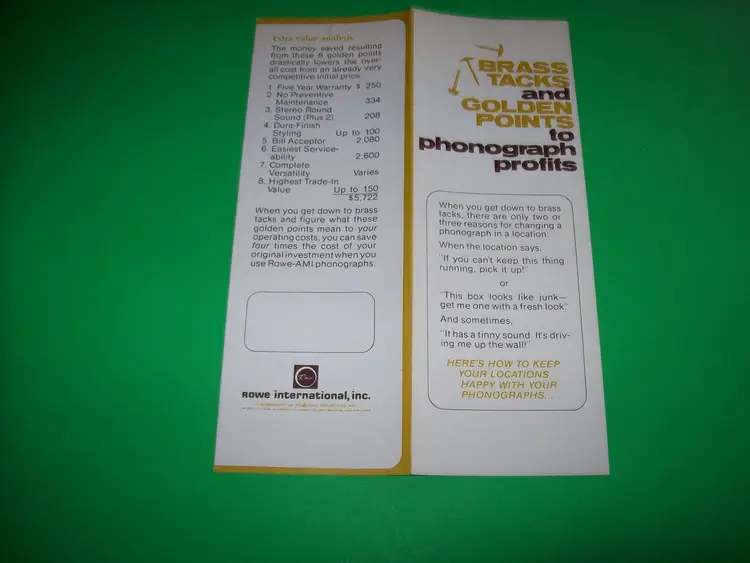 Extra value analysis
The money saved resulting
from these 8 golden points
drastically lowers the over-
all cost from an already very
competitive initial price.
1. Five Year Warranty $ 250
2. No Preventive
Maintenance 334
3. Stereo Round
Sound (Plus 2) 208
4. Dura-Finish
Styling Up to 100
5. Bill Acceptor 2,080
6. Easiest Service-
ability 2,600
7. Complete
Versatility Varies
8. Highest Trade-In
Value Up to 150
$5,722
When you get down to brass
tacks and figure what these
golden points mean to your
operating costs, you can save
four times the cost of your
original investment when you
use Rowe-AMI phonographs.
Rowe international, inc.
BRASS
TACKS
and
GOLDEN
POINTS
to
phonograph
profits
When you get down to brass
tacks, there are only two or
three reasons for changing a
phonograph in a location.
When the location says,
"If you can't keep this thing
running, pick it up!"
or
"This box looks like junk—
get me one with a fresh look."
And sometimes,
"It has a tinny sound. It's driv-
ing me up the wall!"
HERE'S HOW TO KEEP
YOUR LOCATIONS
HAPPY WITH YOUR
PHONOGRAPHS...